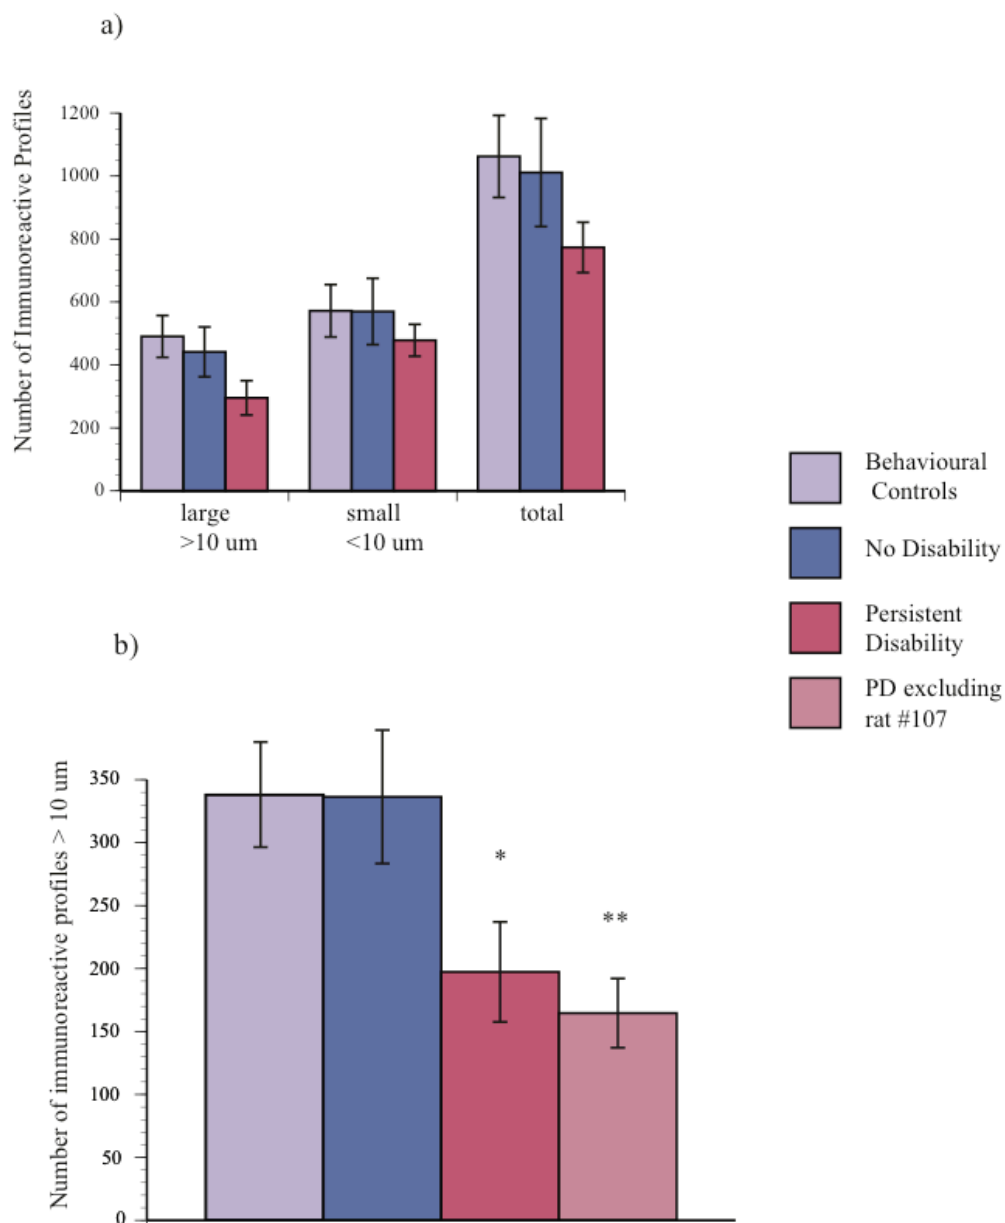 a)
Number of Immunoreactive Profiles
1200
1000
800
600
400
200
0
large
>10 um
small
<10 um
total
Behavioural
Controls
No Disability
Persistent
Disability
PD excluding
rat #107
b)
Number of immunoreactive profiles > 10 um
350
300
250
200
150
100
50
0
*
**